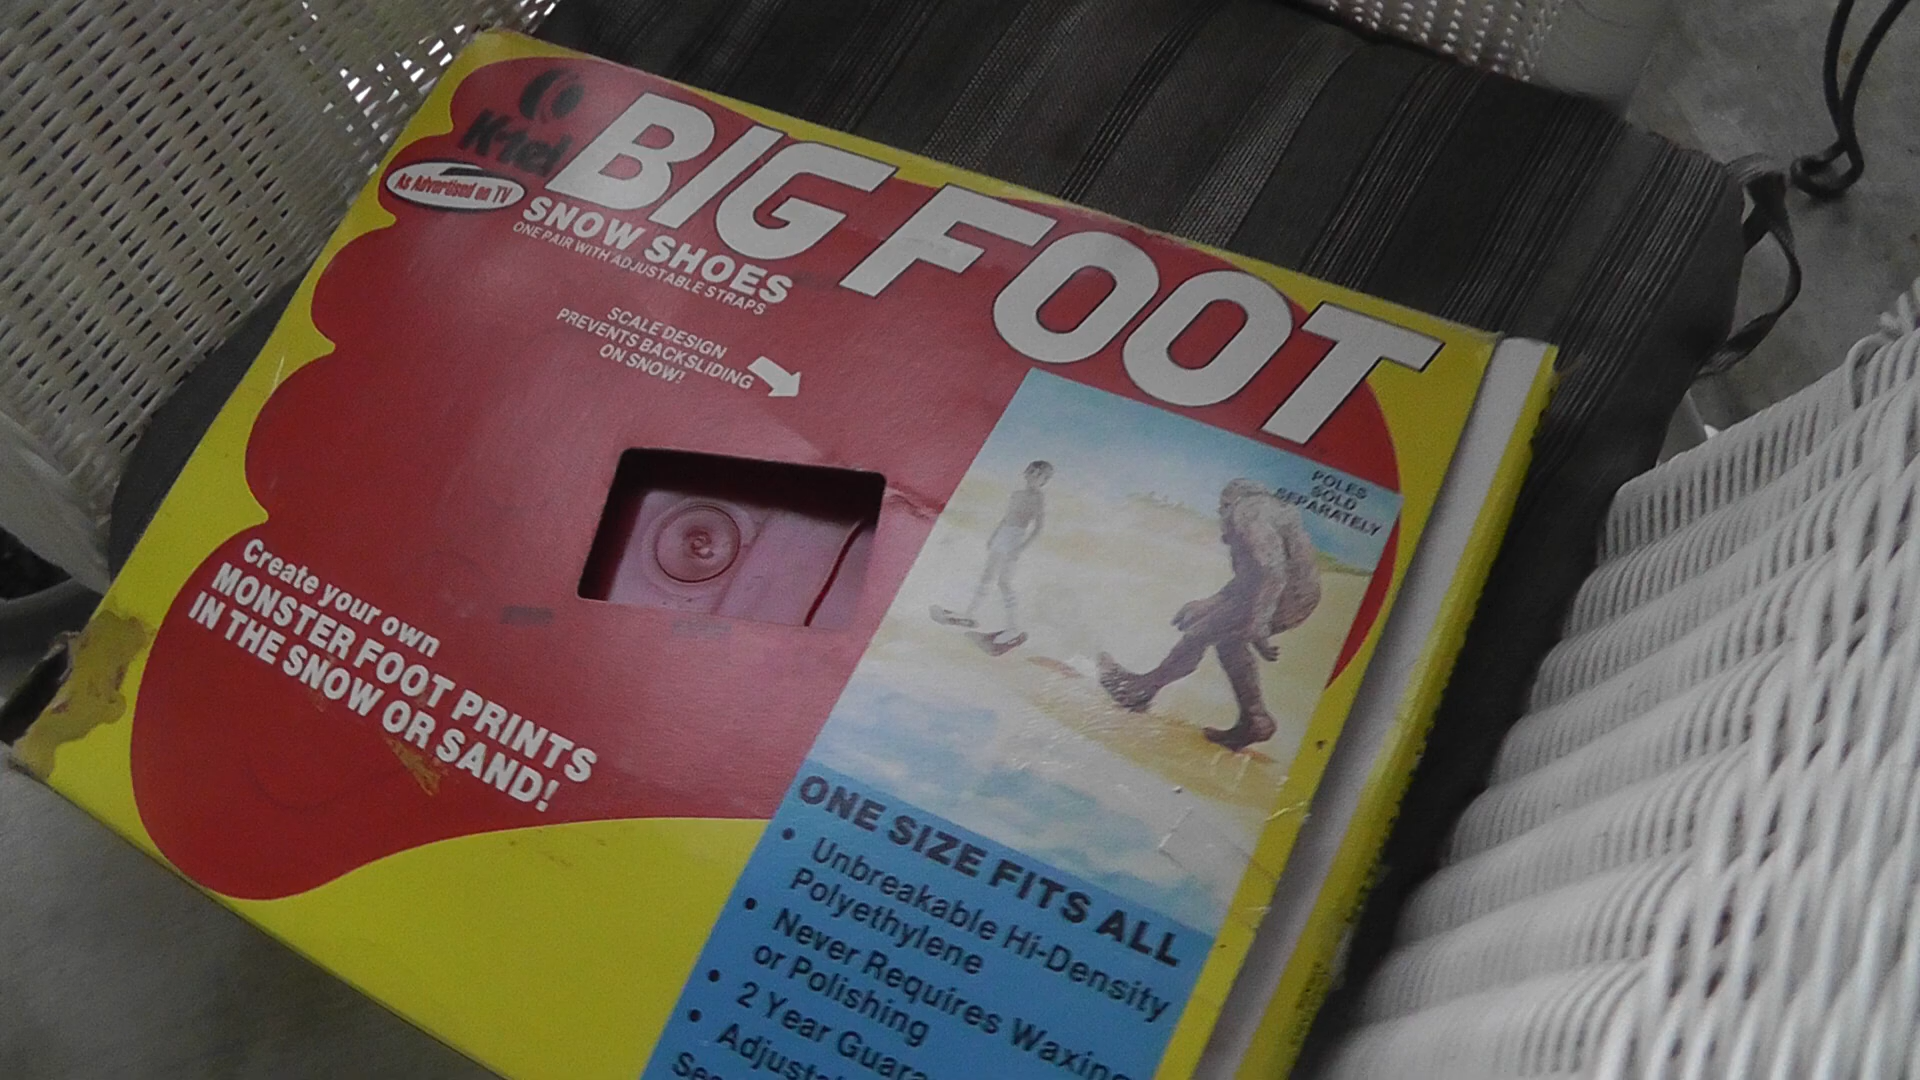 K-tel
As Advertised on TV
BIG FOOT
SNOW SHOES
ONE PAIR WITH ADJUSTABLE STRAPS
SCALE DESIGN
PREVENTS BACKSLIDING
ON SNOW!
POLES
SOLD
SEPARATELY
Create your own
MONSTER FOOT PRINTS
IN THE SNOW OR SAND!
ONE SIZE FITS ALL
• Unbreakable Hi-Density
Polyethylene
• Never Requires Waxing
or Polishing
• 2 Year Guara
• Adjusta